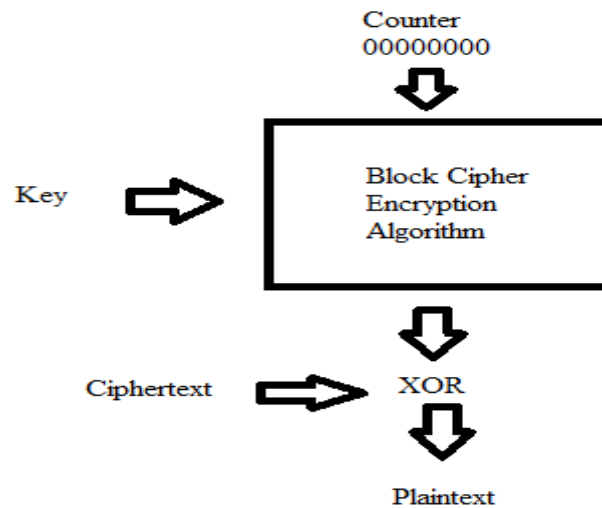 Counter
00000000
Key
Block Cipher
Encryption
Algorithm
Ciphertext
XOR
Plaintext